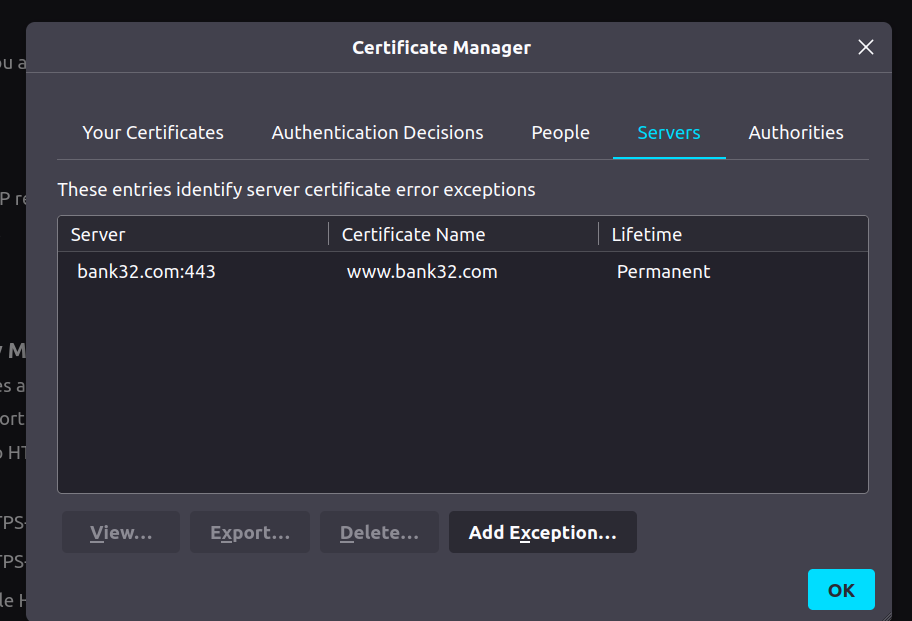 Certificate Manager
ou a
Your Certificates Authentication Decisions People Servers Authorities
These entries identify server certificate error exceptions
P re
Server Certificate Name Lifetime
bank32.com:443 www.bank32.com Permanent
M
es a
ort
o HT
TPS-
View... Export... Delete... Add Exception...
TPS-
OK
le H